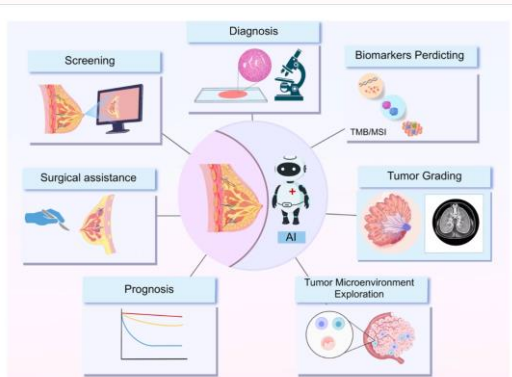 Diagnosis
Screening
Biomarkers Perdicting
TMB/MSI
Surgical assistance
Tumor Grading
AI
Prognosis
Tumor Microenvironment
Exploration